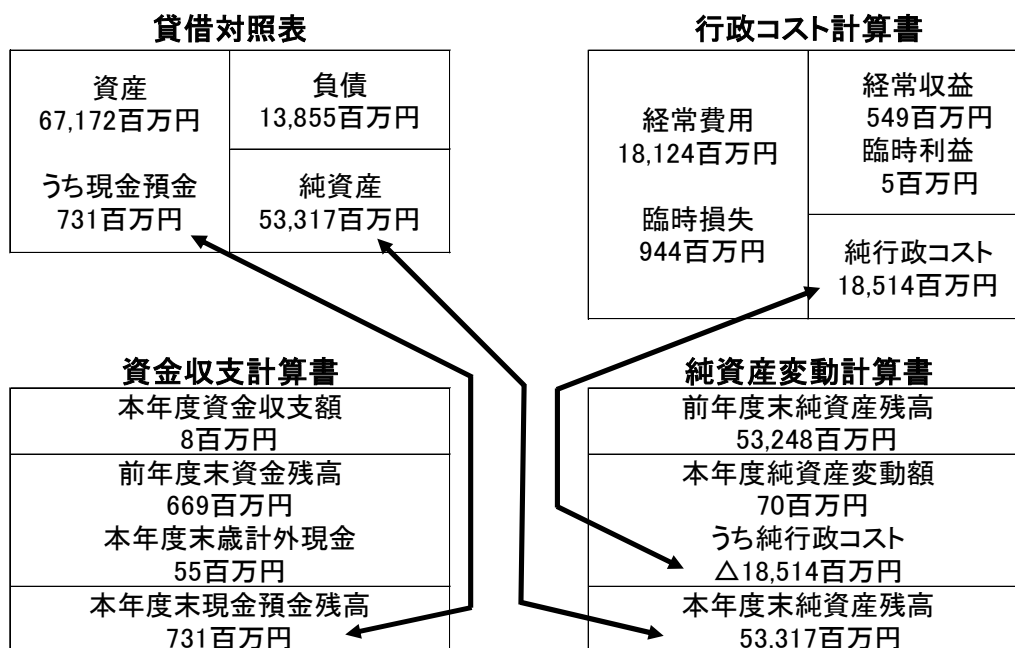 貸借対照表
資産
67,172百万円
うち現金預金
731百万円
負債
13,855百万円
純資産
53,317百万円
行政コスト計算書
経常費用
18,124百万円
臨時損失
944百万円
経常収益
549百万円
臨時利益
5百万円
純行政コスト
18,514百万円
資金収支計算書
本年度資金収支額
8百万円
前年度末資金残高
669百万円
本年度末歳計外現金
55百万円
本年度末現金預金残高
731百万円
純資産変動計算書
前年度末純資産残高
53,248百万円
本年度純資産変動額
70百万円
うち純行政コスト
△18,514百万円
本年度末純資産残高
53,317百万円